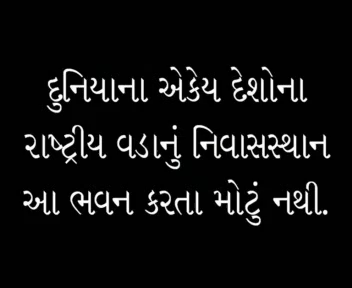 દુનિયાના એકેય દેશોના
રાષ્ટ્રીય વડાનું નિવાસસ્થાન
આ ભવન કરતા મોટું નથી.